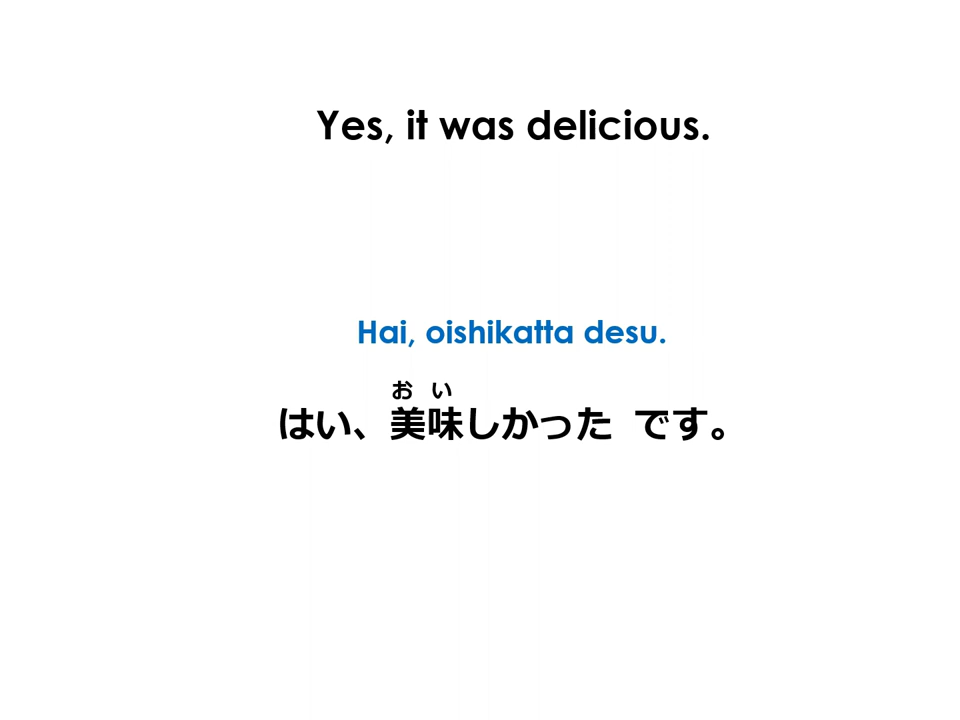 Yes, it was delicious.
Hai, oishikatta desu.
お い
はい、美味しかった です。